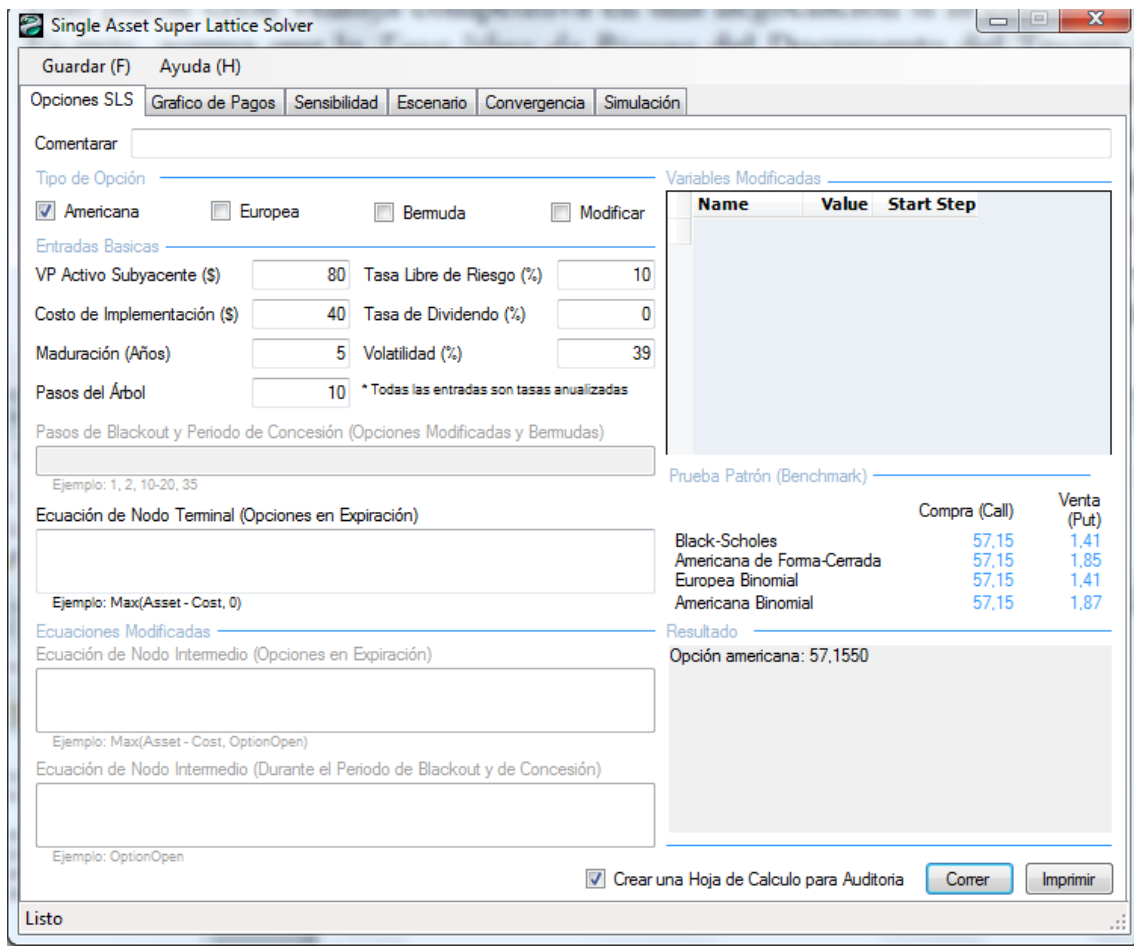 Single Asset Super Lattice Solver
Guardar (F) Ayuda (H)
Opciones SLS Grafico de Pagos Sensibilidad Escenario Convergencia Simulación
Comentarar
Tipo de Opción
Americana Europea Bermuda Modificar
Entradas Basicas
VP Activo Subyacente ($) 80 Tasa Libre de Riesgo (%) 10
Costo de Implementación ($) 40 Tasa de Dividendo (%) 0
Maduración (Años) 5 Volatilidad (%) 39
Pasos del Árbol 10 * Todas las entradas son tasas anualizadas
Pasos de Blackout y Periodo de Concesión (Opciones Modificadas y Bermudas)
Ejemplo: 1, 2, 10-20, 35
Ecuación de Nodo Terminal (Opciones en Expiración)
Ejemplo: Max(Asset - Cost, 0)
Ecuaciones Modificadas
Ecuación de Nodo Intermedio (Opciones en Expiración)
Ejemplo: Max(Asset - Cost, OptionOpen)
Ecuación de Nodo Intermedio (Durante el Periodo de Blackout y de Concesión)
Ejemplo: OptionOpen
Variables Modificadas
Name Value Start Step
Prueba Patrón (Benchmark)
Compra (Call) Venta (Put)
Black-Scholes 57,15 1,41
Americana de Forma-Cerrada 57,15 1,85
Europea Binomial 57,15 1,41
Americana Binomial 57,15 1,87
Resultado
Opción americana: 57,1550
Crear una Hoja de Calculo para Auditoria Correr Imprimir
Listo